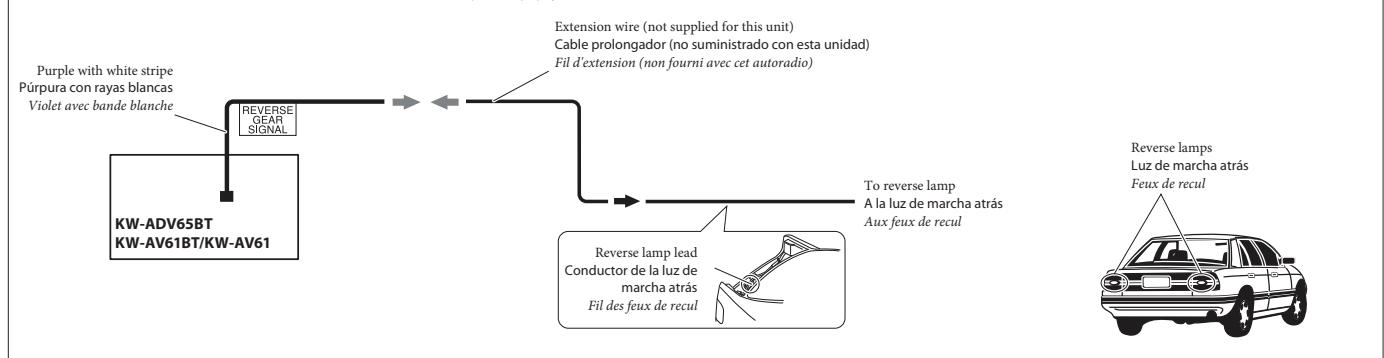 Extension wire (not supplied for this unit)
Cable prolongador (no suministrado con esta unidad)
Fil d'extension (non fourni avec cet autoradio)
Purple with white stripe
Púrpura con rayas blancas
Violet avec bande blanche
REVERSE
GEAR
SIGNAL
KW-ADV65BT
KW-AV61BT/KW-AV61
To reverse lamp
A la luz de marcha atrás
Aux feux de recul
Reverse lamp lead
Conductor de la luz de
marcha atrás
Fil des feux de recul
Reverse lamps
Luz de marcha atrás
Feux de recul